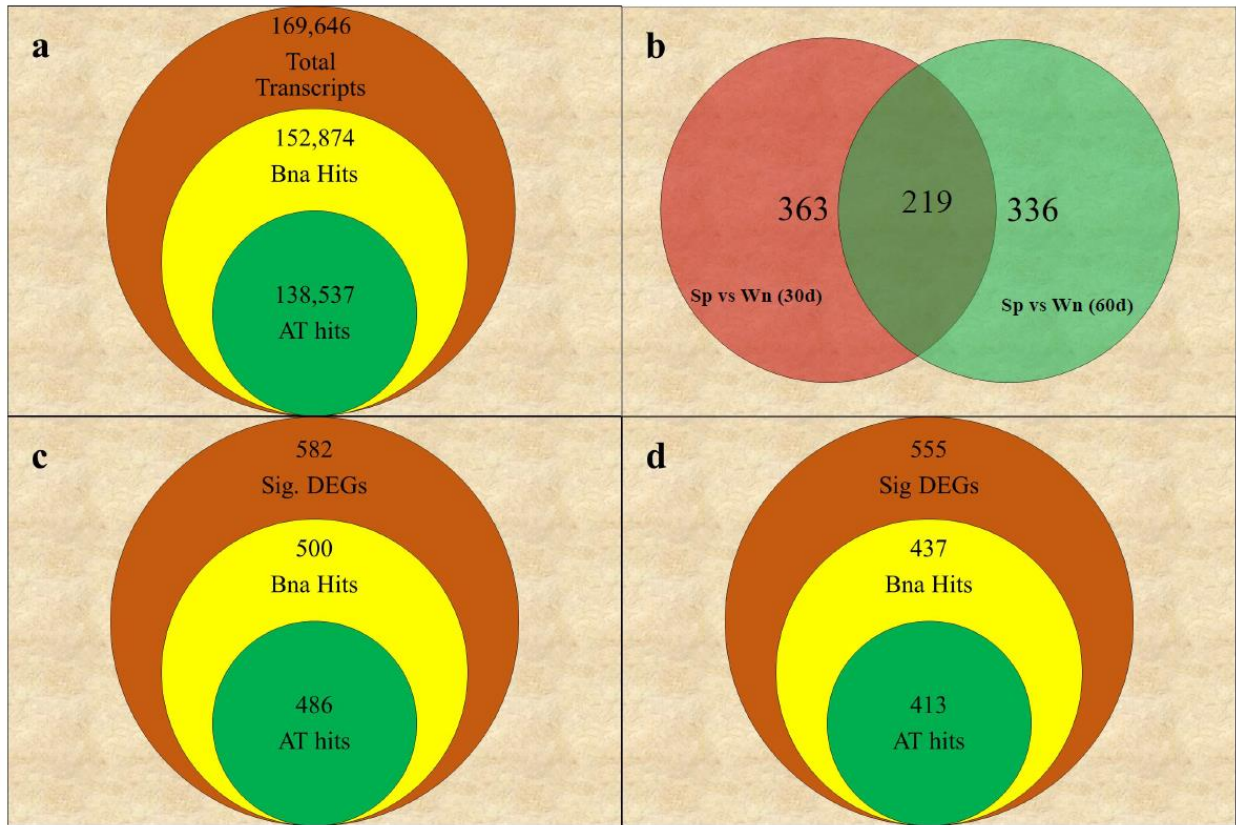 a
169,646
Total
Transcripts
152,874
Bna Hits
138,537
AT hits
b
363
219
336
Sp vs Wn (30d)
Sp vs Wn (60d)
c
582
Sig. DEGs
500
Bna Hits
486
AT hits
d
555
Sig DEGs
437
Bna Hits
413
AT hits